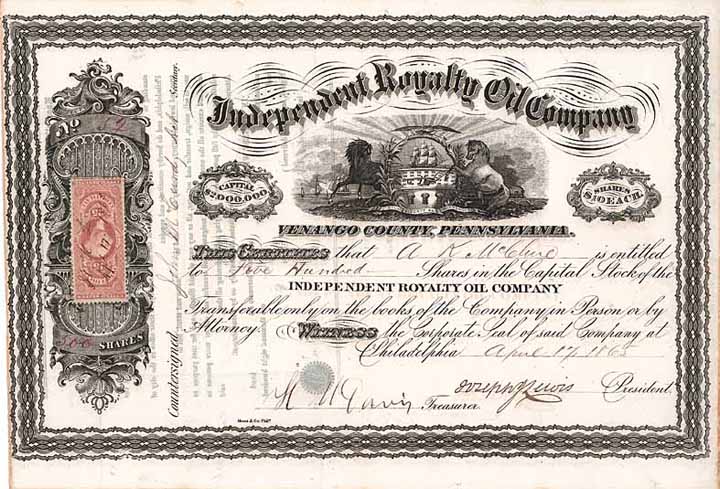 Independent Royalty Oil Company
CAPITAL
$2,000,000.
SHARES
$10 EACH.
VENANGO COUNTY, PENNSYLVANIA.
No
500 SHARES
Countersigned
Secretary.
This Certifies that A K McClure is entitled
to Five Hundred Shares in the Capital Stock of the
INDEPENDENT ROYALTY OIL COMPANY
Transferable only on the books of the Company in Person or by
Attorney. Witness the Corporate Seal of said Company at
Philadelphia April 17 1865
Joseph Lewis President.
Treasurer.